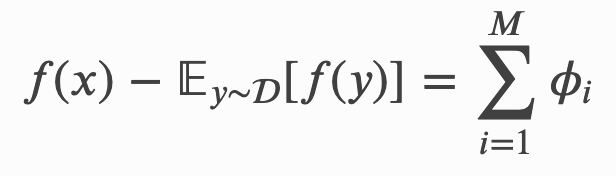 f(x) − 𝔼_{y∼𝒟}[f(y)] = ∑_{i=1}^{M} ϕ_i